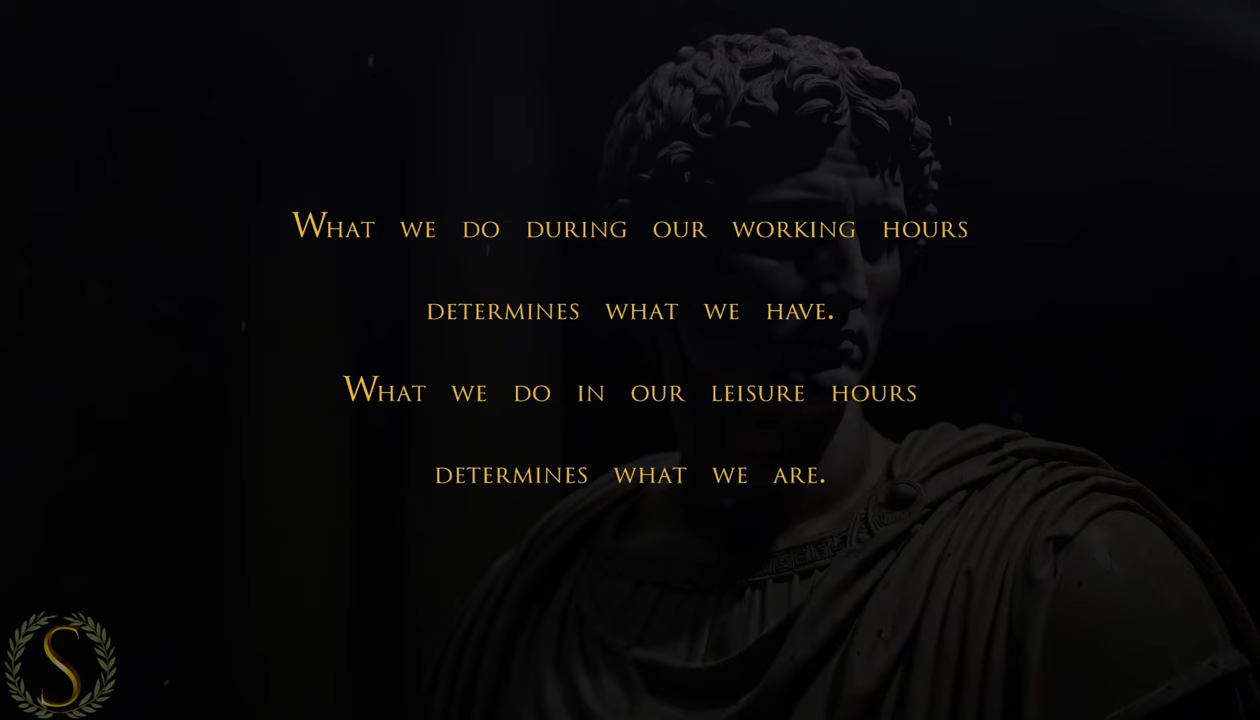 What we do during our working hours
determines what we have.
What we do in our leisure hours
determines what we are.
S